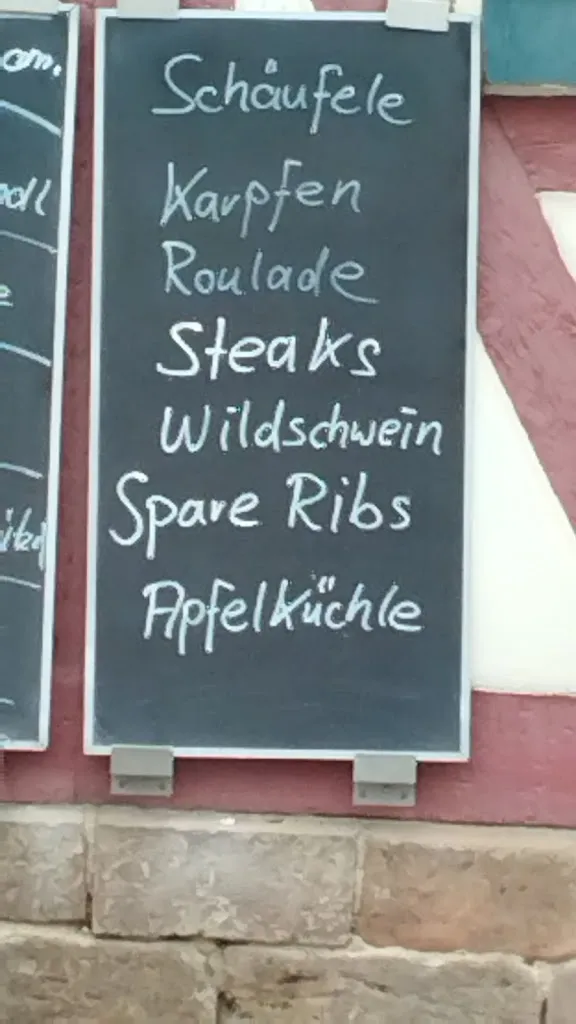 Schäufele
Karpfen
Roulade
Steaks
Wildschwein
Spare Ribs
Apfelküchle